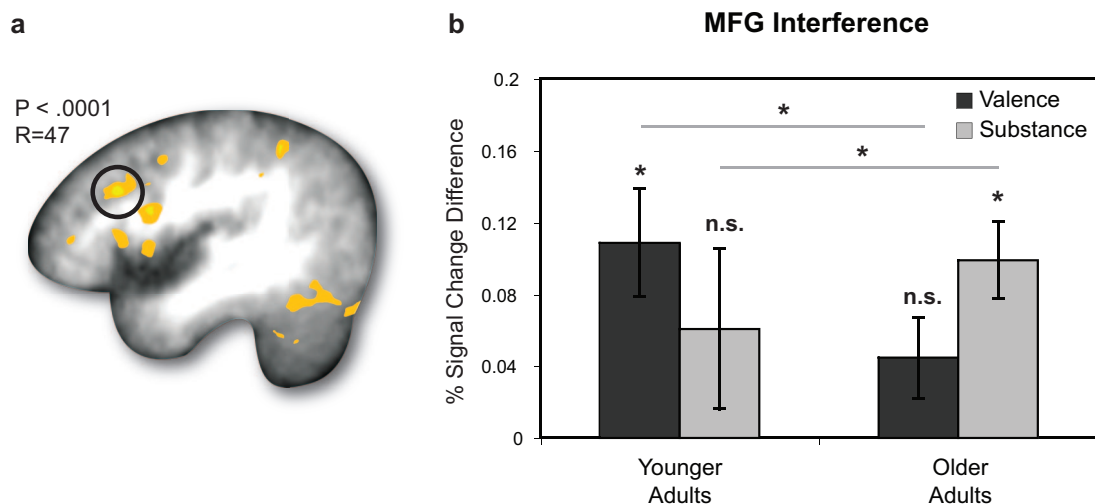 a
P < .0001
R=47
b
MFG Interference
% Signal Change Difference
0.2
0.16
0.12
0.08
0.04
0
Valence
Substance
*
*
*
n.s.
n.s.
*
Younger
Adults
Older
Adults